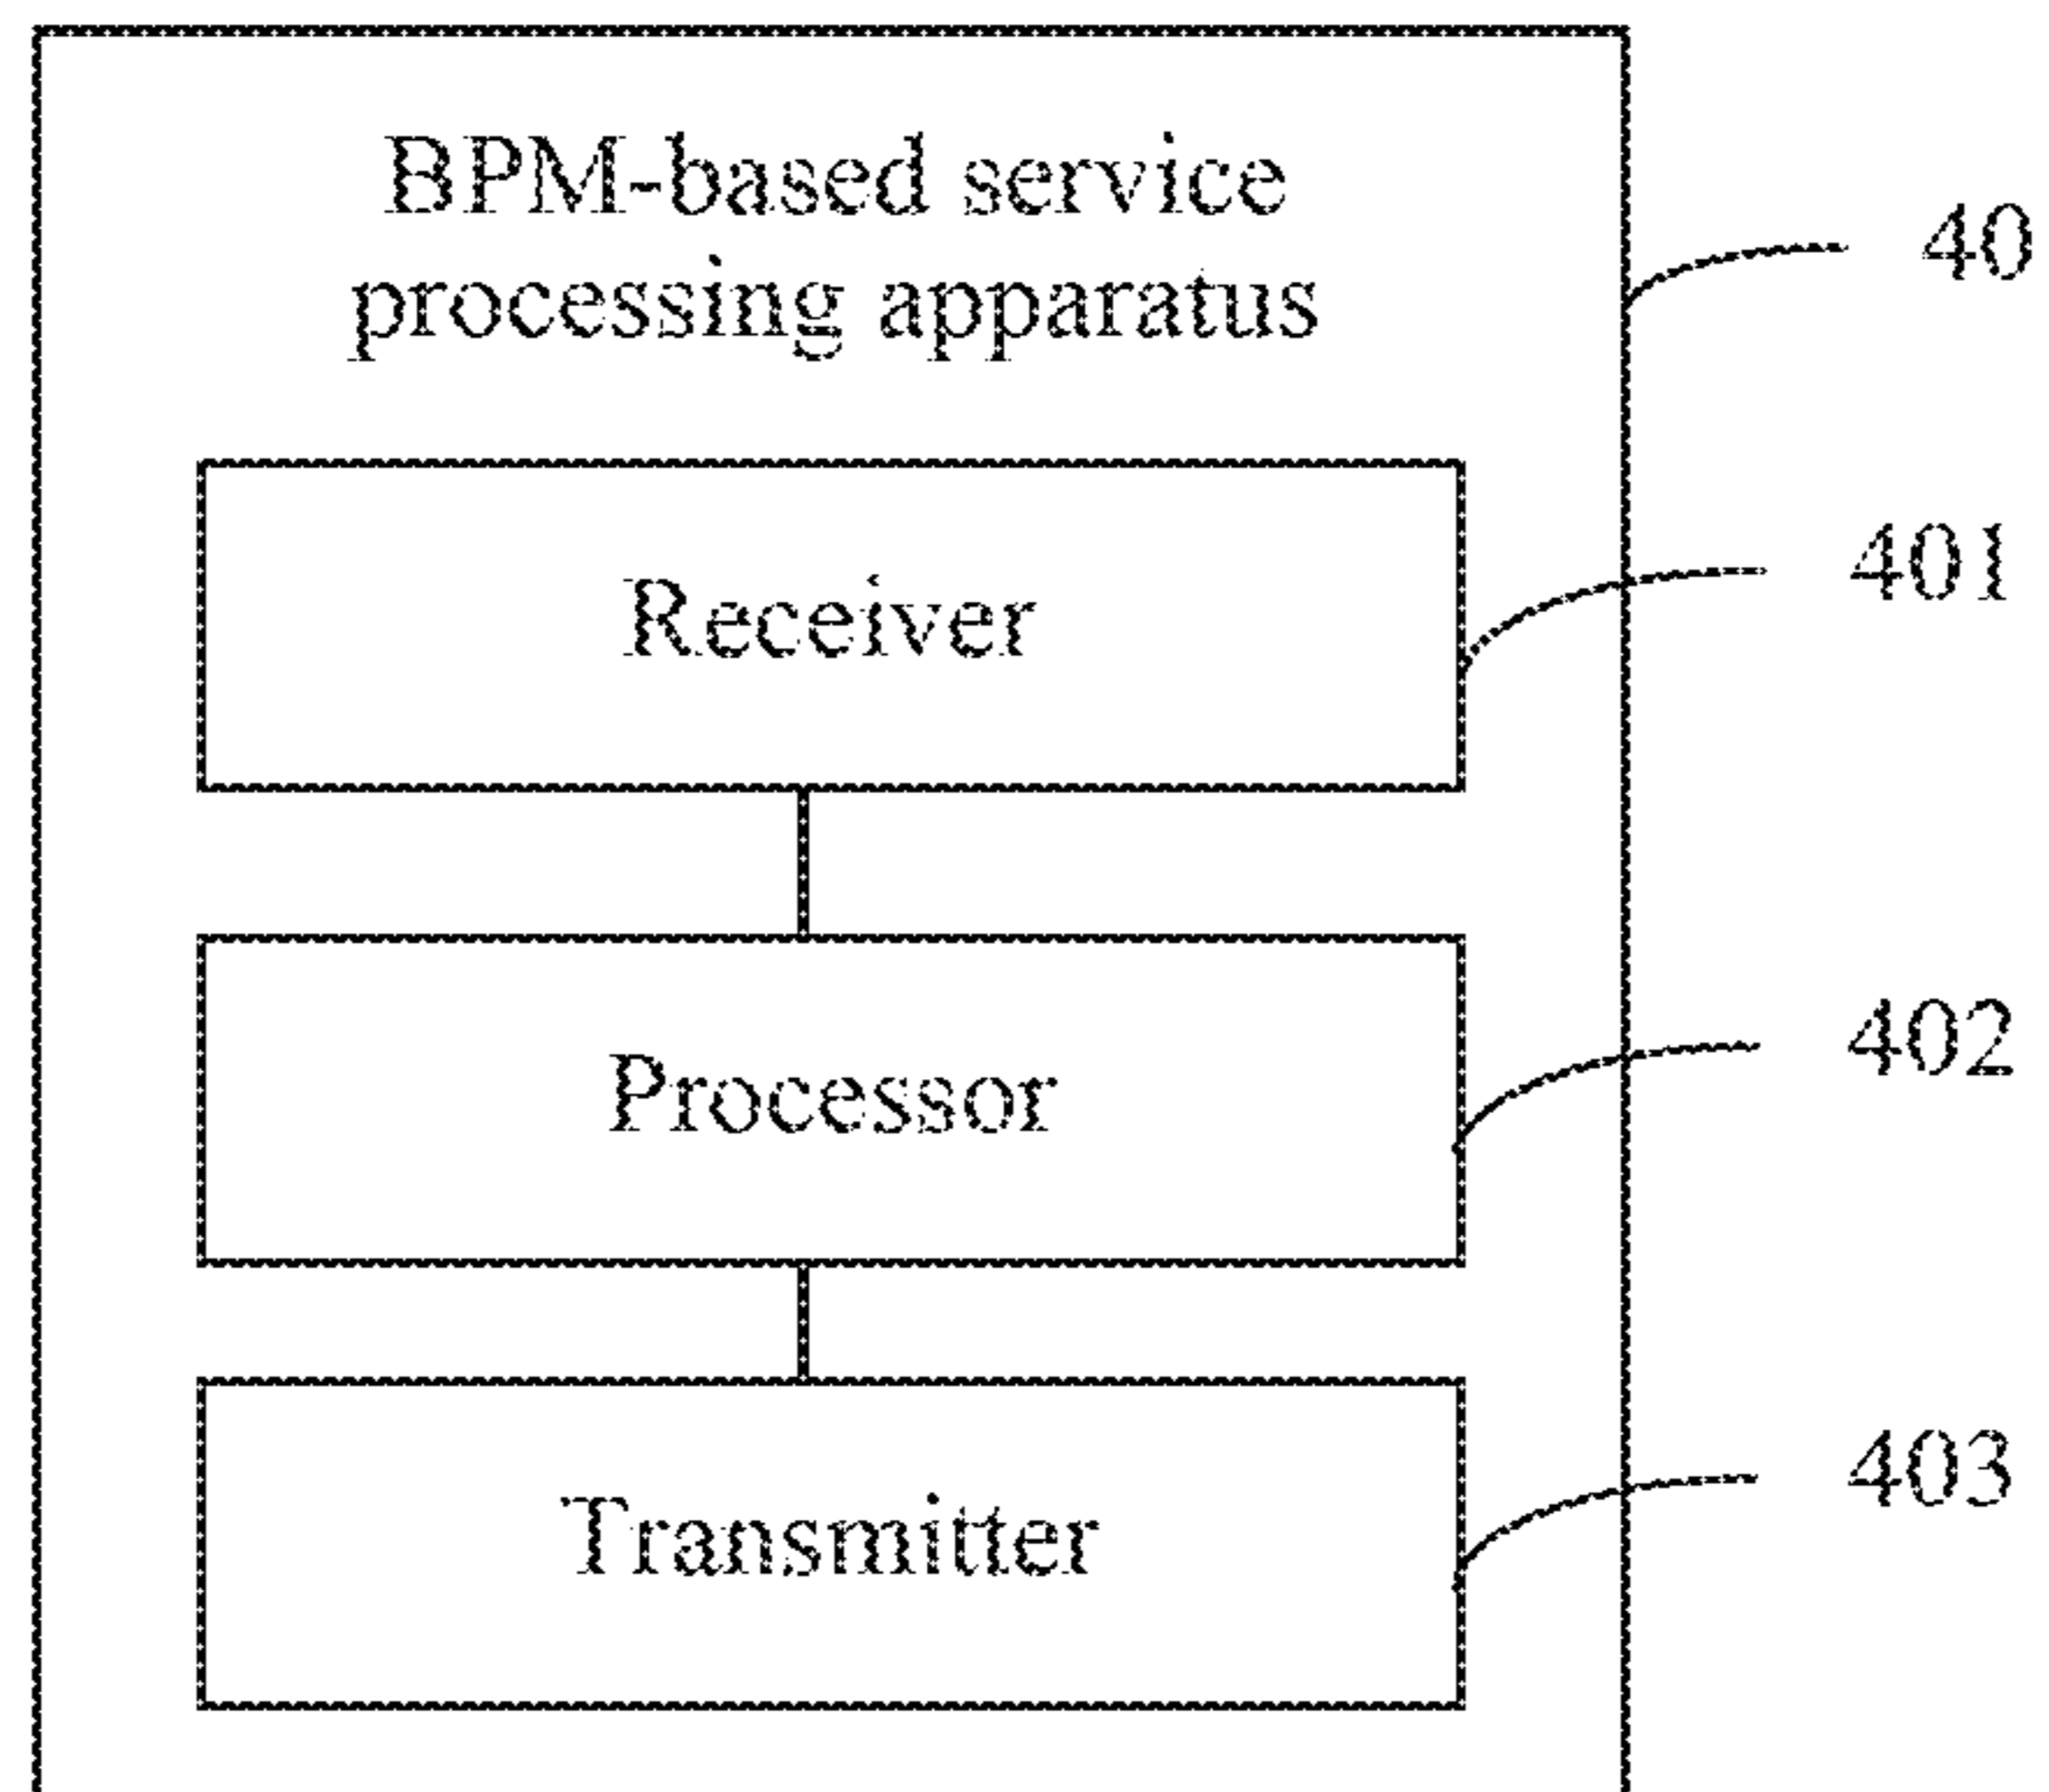 BPM-based service
processing apparatus
40
Receiver
401
Processor
402
Transmitter
403